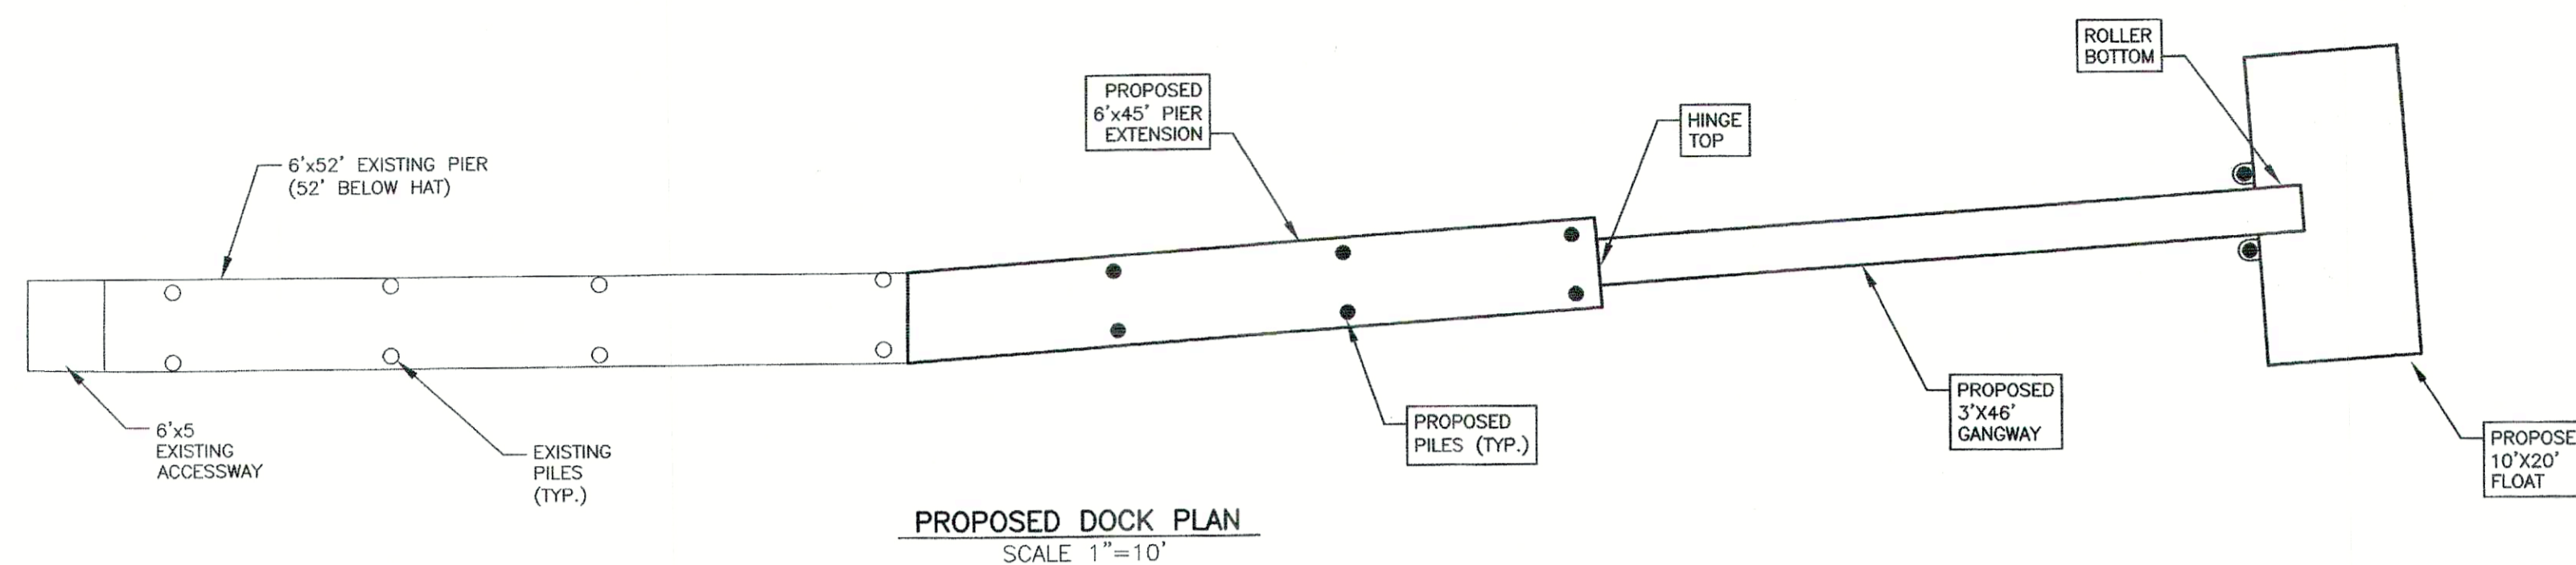 ROLLER
BOTTOM
PROPOSED
6'x45' PIER
EXTENSION
HINGE
TOP
6'x52' EXISTING PIER
(52' BELOW HAT)
6'x5
EXISTING
ACCESSWAY
EXISTING
PILES
(TYP.)
PROPOSED
PILES (TYP.)
PROPOSED
3'X46'
GANGWAY
PROPOSE
10'X20'
FLOAT
PROPOSED DOCK PLAN
SCALE 1"=10'